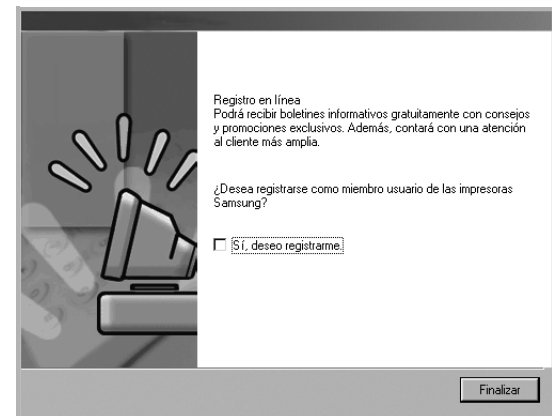 Registro en línea
Podrá recibir boletines informativos gratuitamente con consejos
y promociones exclusivos. Además, contará con una atención
al cliente más amplia.
¿Desea registrarse como miembro usuario de las impresoras
Samsung?
Sí, deseo registrarme.
Finalizar